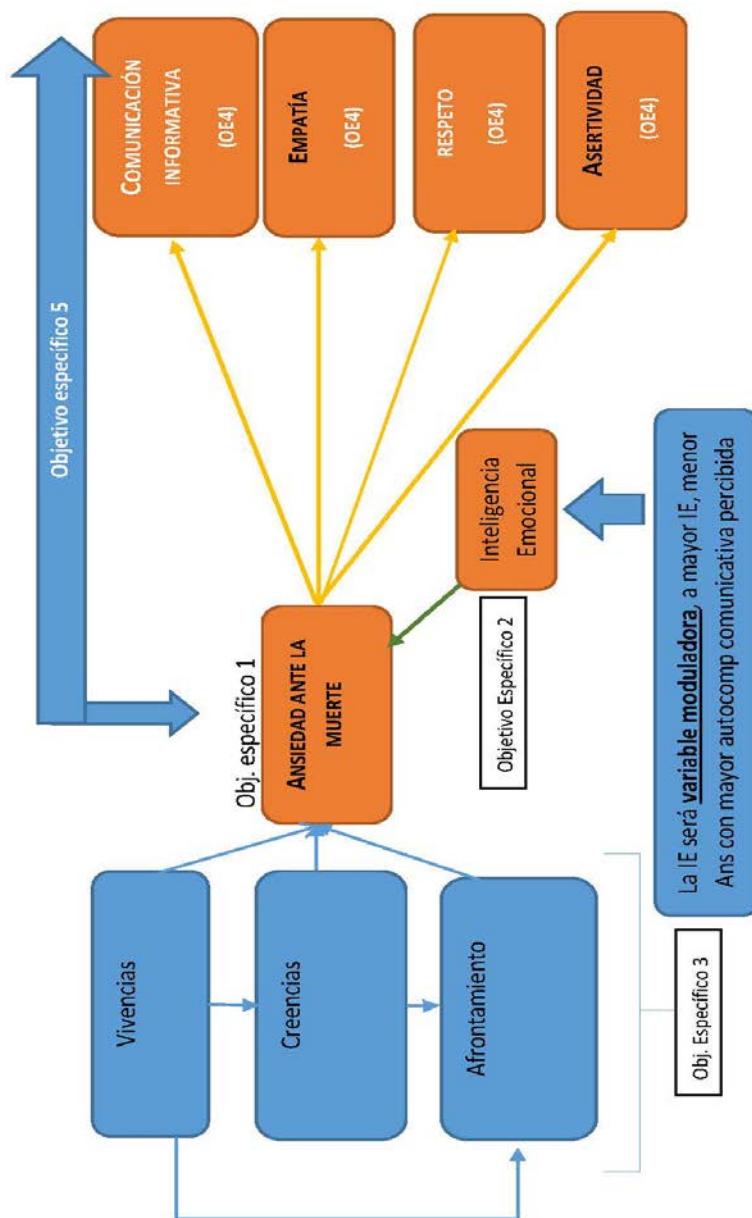 Objetivo específico 5
Vivencias
Creencias
Afrontamiento
Obj. Específico 3
Obj. específico 1
ANSIEDAD ANTE LA
MUERTE
Objetivo Específico 2
Inteligencia
Emocional
La IE será variable moduladora, a mayor IE, menor
Ans con mayor autocomp comunicativa percibida
COMUNICACIÓN
INFORMATIVA
(OE4)
EMPATÍA
(OE4)
RESPETO
(OE4)
ASERTIVIDAD
(OE4)